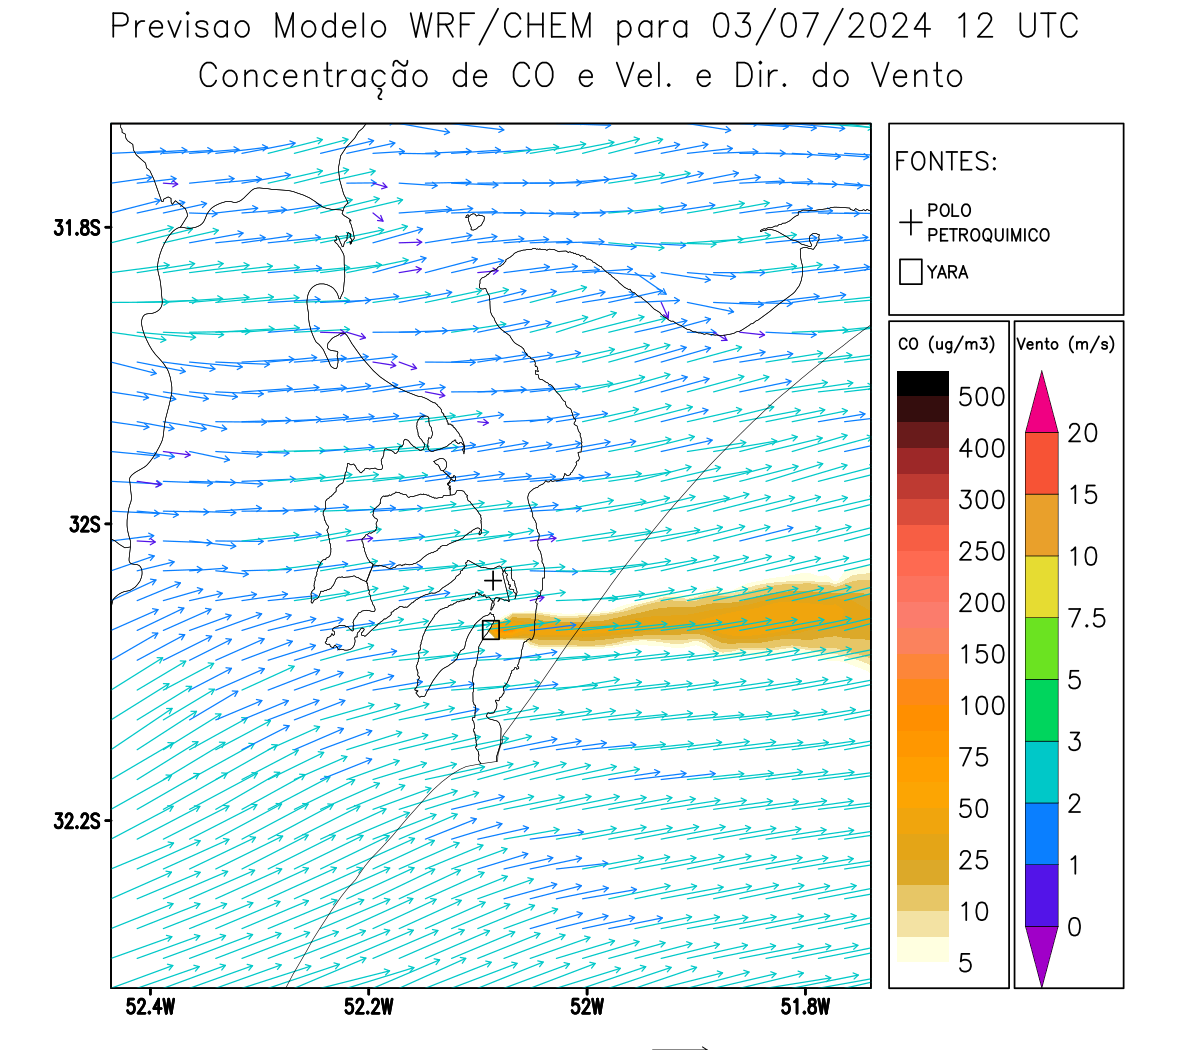 Previsao Modelo WRF/CHEM para 03/07/2024 12 UTC
Concentração de CO e Vel. e Dir. do Vento
FONTES:
POLO
PETROQUIMICO
YARA
CO (ug/m3)
500
400
300
250
200
150
100
75
50
25
10
5
Vento (m/s)
20
15
10
7.5
5
3
2
1
0
31.8S
32S
32.2S
52.4W
52.2W
52W
51.8W